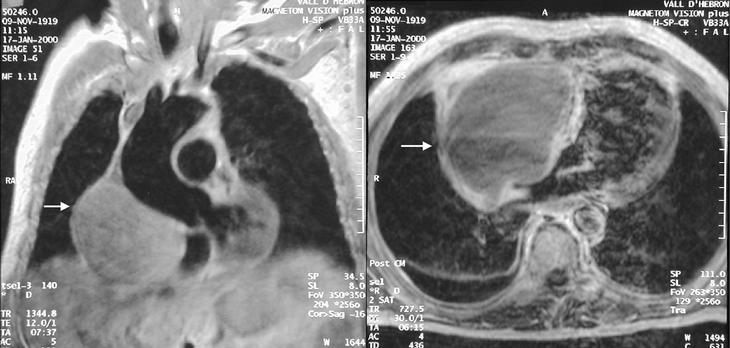 50246.0
09-NOV-1919
11:55
17-JAN-2000
IMAGE 51
SER 1-6
MF 1.11
H
VALL D'HEBRON
MAGNETOM VISION plus
H-SP VB33A
+ : F A L
RA
tsel-3 140
* D
TR 1344.8
TE 12.0/1
TA 07:37
AC 5
SP 34.5
SL 8.0
FoV 350*350
204 *256o
Cor>Sag -16
W 1644
50246.0
09-NOV-1919
11:15
17-JAN-2000
IMAGE 163
SER 1-9
MF
A
VALL D'HEBRON
MAGNETOM VISION plus
H-SP-CR VB33A
+ : F A L
R
Post CM
se1
*R D
2 SAT
TR 727.5
30.0/1
TA 06:15
AC 4
TD 436
SP 111.0
SL 8.0
FoV 263*350
129 *256o
Tra
W 1494
C 631